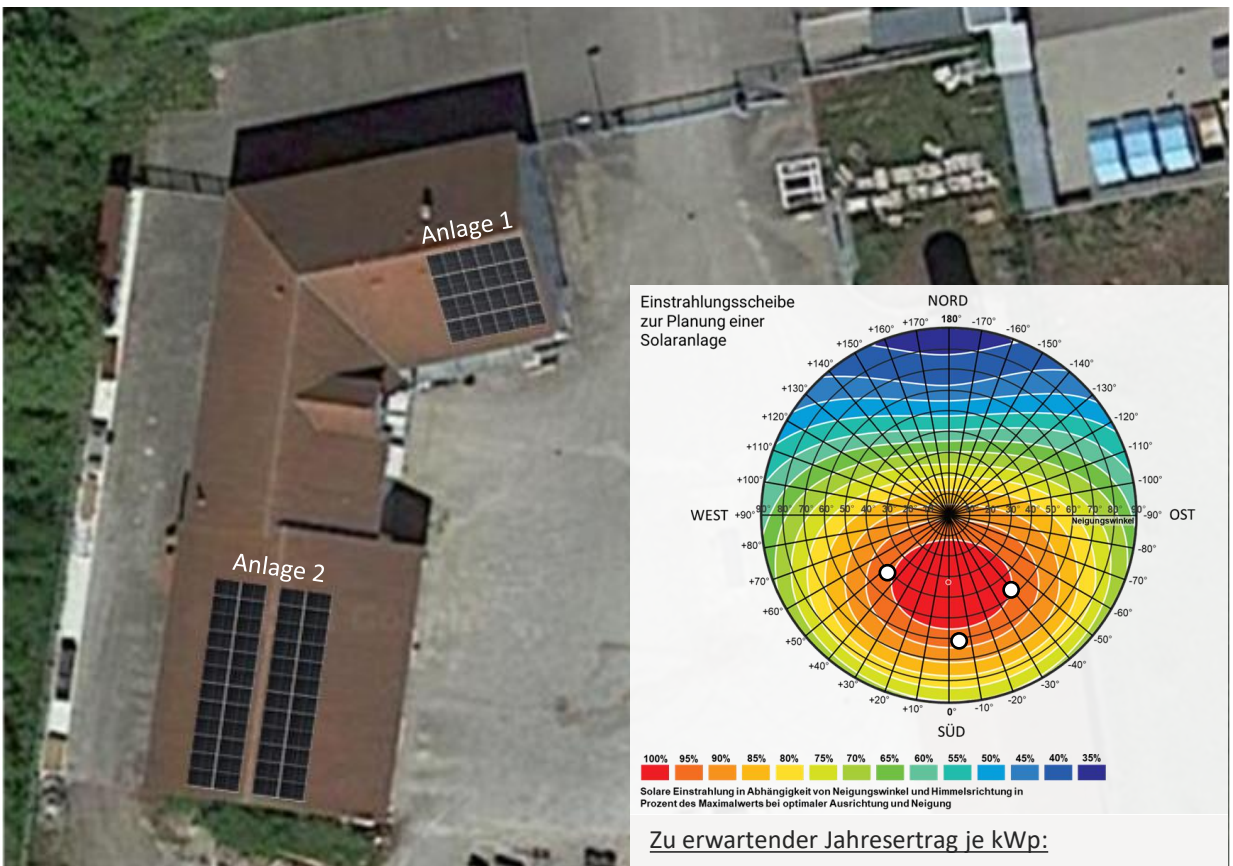 Anlage 1
Anlage 2
Einstrahlungsscheibe
zur Planung einer
Solaranlage
NORD
180°
+170° -170°
+160° -160°
+150° -150°
+140° -140°
+130° -130°
+120° -120°
+110° -110°
+100° -100°
WEST +90° 90° 80° 70° 60° 50° 40° 30° 20° 20° 30° 40° 50° 60° 70° 80° 90° -90° OST
Neigungswinkel
+80° -80°
+70° -70°
+60° -60°
+50° -50°
+40° -40°
+30° -30°
+20° -20°
+10° -10°
0°
SÜD
100% 95% 90% 85% 80% 75% 70% 65% 60% 55% 50% 45% 40% 35%
Solare Einstrahlung in Abhängigkeit von Neigungswinkel und Himmelsrichtung in
Prozent des Maximalwerts bei optimaler Ausrichtung und Neigung
Zu erwartender Jahresertrag je kWp: